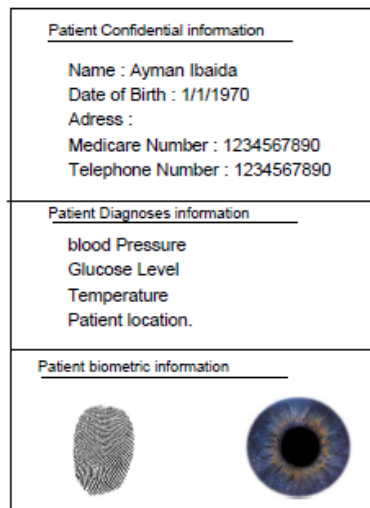 Patient Confidential information
Name : Ayman Ibaida
Date of Birth : 1/1/1970
Adress :
Medicare Number : 1234567890
Telephone Number : 1234567890
Patient Diagnoses information
blood Pressure
Glucose Level
Temperature
Patient location.
Patient biometric information